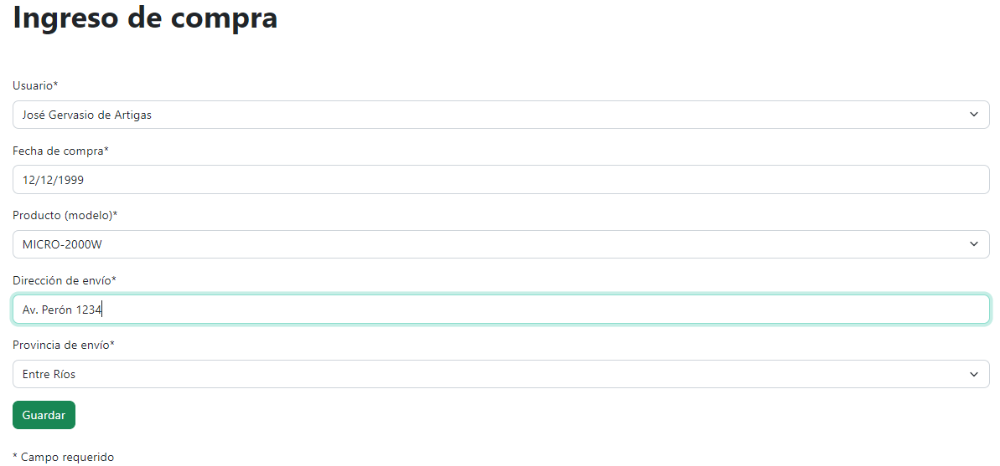 Ingreso de compra
Usuario*
José Gervasio de Artigas
Fecha de compra*
12/12/1999
Producto (modelo)*
MICRO-2000W
Dirección de envío*
Av. Perón 1234
Provincia de envío*
Entre Ríos
Guardar
* Campo requerido